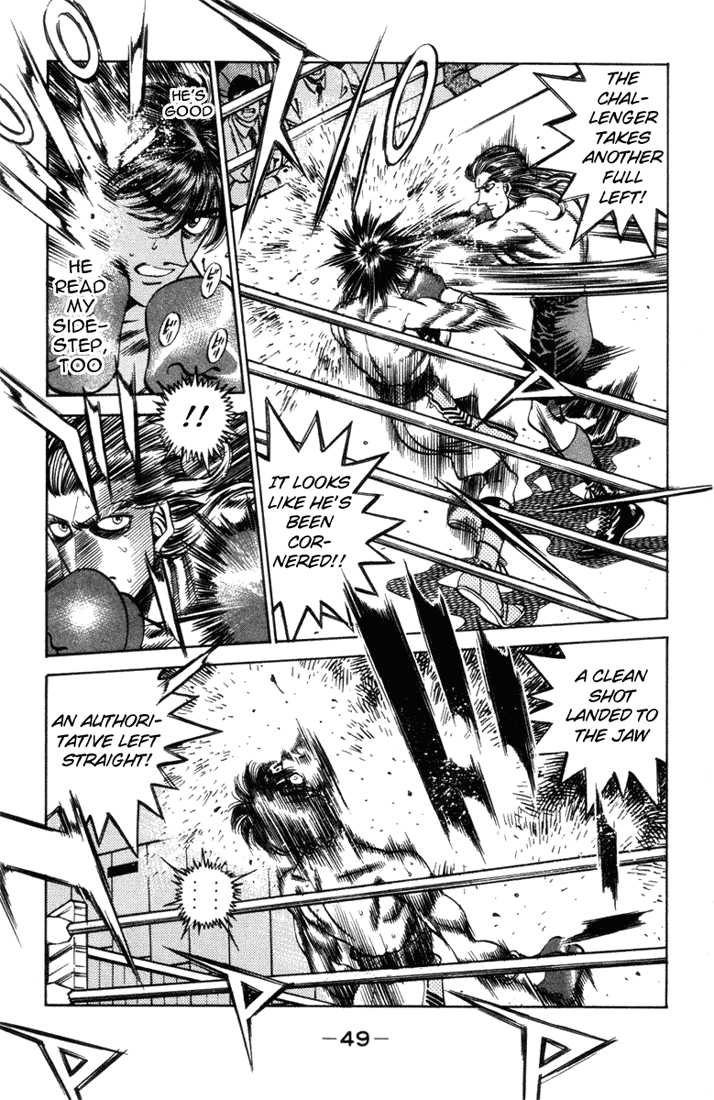 THE
CHAL-
LENGER
TAKES
ANOTHER
FULL
LEFT!
HE'S
GOOD
HE
READ
MY
SIDE-
STEP,
TOO
!!
IT LOOKS
LIKE HE'S
BEEN
COR-
NERED!!
A CLEAN
SHOT
LANDED TO
THE JAW
AN AUTHORI-
TATIVE LEFT
STRAIGHT!
-49-